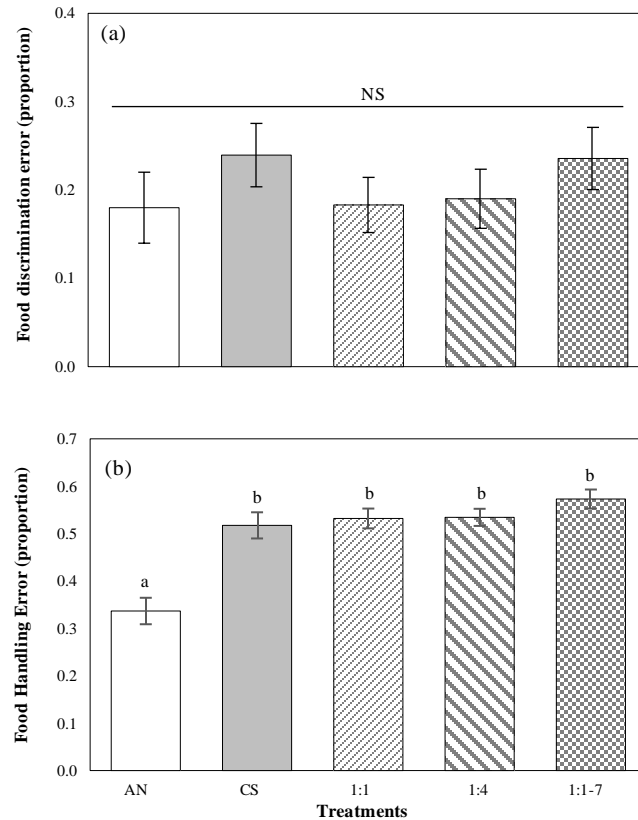 (a)
NS
Food discrimination error (proportion)
0.4
0.3
0.2
0.1
0.0
(b)
Food Handling Error (proportion)
0.7
0.6
0.5
0.4
0.3
0.2
0.1
0.0
a
b
b
b
b
AN CS 1:1 1:4 1:1-7
Treatments